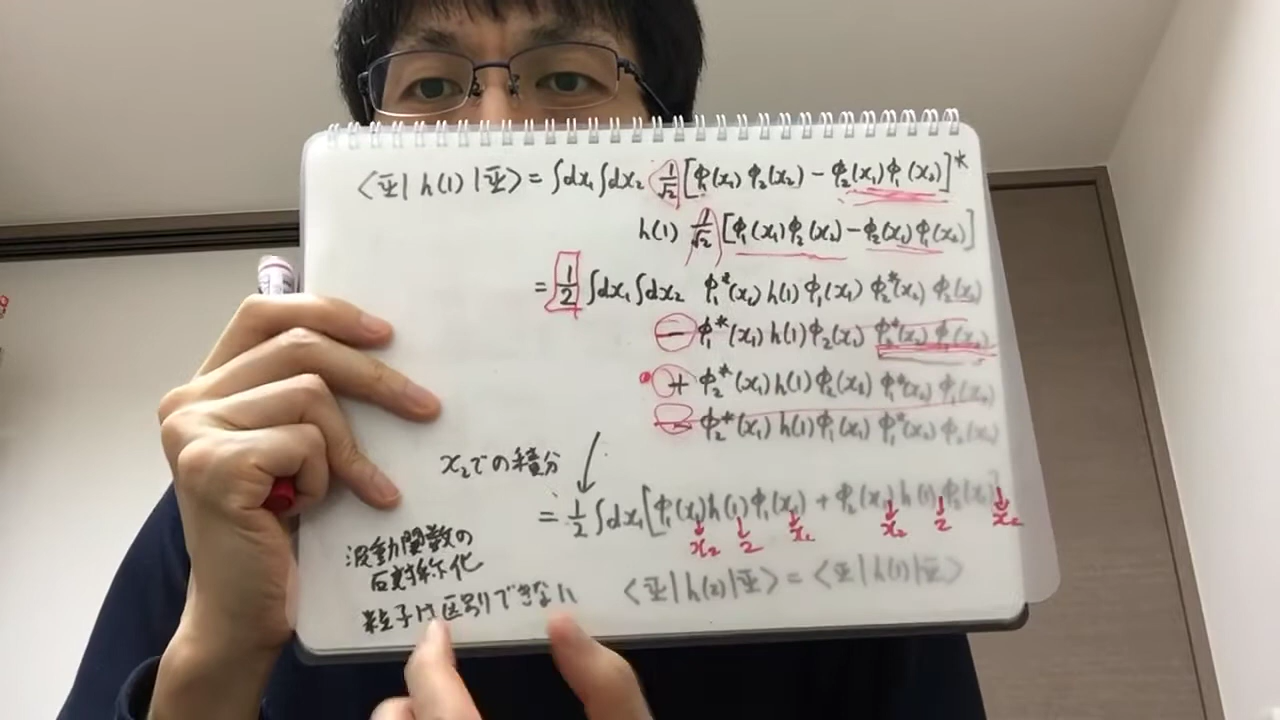 ⟨Φ|h(1)|Φ⟩ = ∫dx₁∫dx₂ 1/√2 [φ₁(x₁)φ₂(x₂) − φ₂(x₁)φ₁(x₂)]*
h(1) 1/√2 [φ₁(x₁)φ₂(x₂) − φ₂(x₁)φ₁(x₂)]
= 1/2 ∫dx₁∫dx₂ φ₁*(x₁)h(1)φ₁(x₁)φ₂*(x₂)φ₂(x₂)
− φ₁*(x₁)h(1)φ₂(x₁)φ₂*(x₂)φ₁(x₂)
+ φ₂*(x₁)h(1)φ₂(x₁)φ₁*(x₂)φ₁(x₂)
− φ₂*(x₁)h(1)φ₁(x₁)φ₁*(x₂)φ₂(x₂)
x₂での積分
= 1/2 ∫dx₁[φ₁(x₁)h(1)φ₁(x₁) + φ₂(x₁)h(1)φ₂(x₁)]
x₂ 2 x₂ x₂ 2 x₂
波動関数の
反対称化
粒子は区別できない
⟨Φ|h(2)|Φ⟩ = ⟨Φ|h(1)|Φ⟩